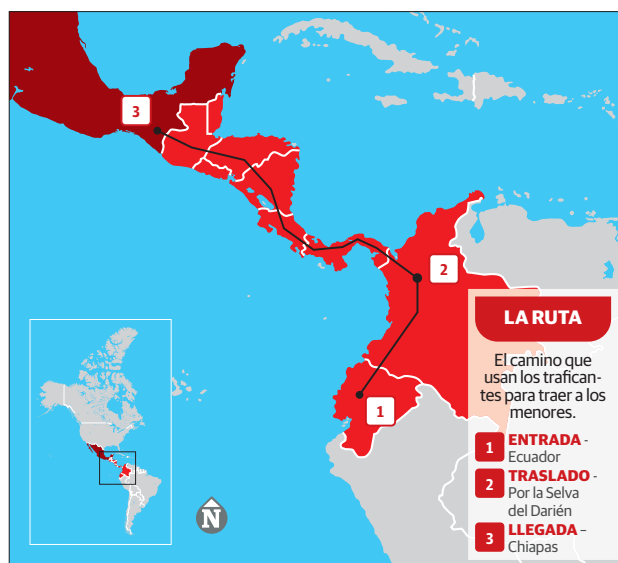 3
2
1
N
LA RUTA
El camino que
usan los trafican-
tes para traer a los
menores.
1 ENTRADA -
Ecuador
2 TRASLADO -
Por la Selva
del Darién
3 LLEGADA –
Chiapas